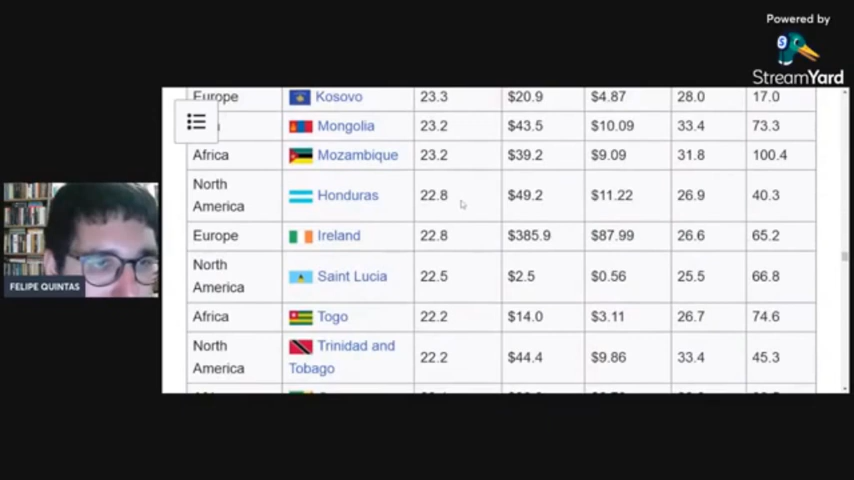 Powered by
StreamYard
Europe Kosovo 23.3 $20.9 $4.87 28.0 17.0
Mongolia 23.2 $43.5 $10.09 33.4 73.3
Africa Mozambique 23.2 $39.2 $9.09 31.8 100.4
North America Honduras 22.8 $49.2 $11.22 26.9 40.3
Europe Ireland 22.8 $385.9 $87.99 26.6 65.2
North America Saint Lucia 22.5 $2.5 $0.56 25.5 66.8
Africa Togo 22.2 $14.0 $3.11 26.7 74.6
North America Trinidad and Tobago 22.2 $44.4 $9.86 33.4 45.3
FELIPE QUINTAS